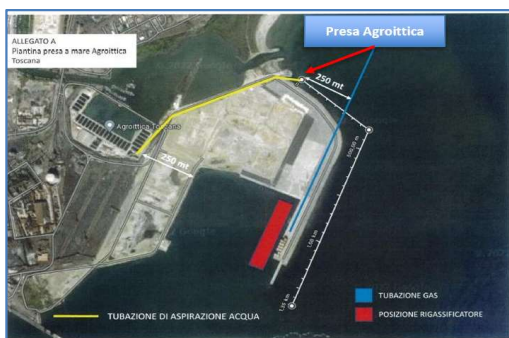 ALLEGATO A
Piantina presa a mare Agroittica
Toscana
Presa Agroittica
250 mt
Agroittica Toscana
250 mt
TUBAZIONE GAS
TUBAZIONE DI ASPIRAZIONE ACQUA
POSIZIONE RIGASSIFICATORE